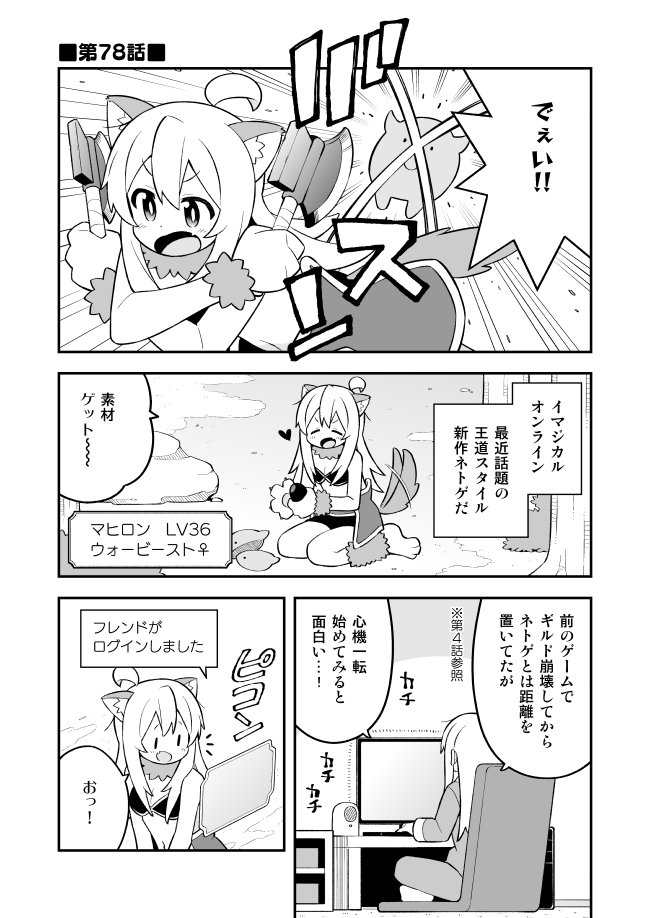 ■第78話■
でぇい!!
ババ
スー
イマジカル
オンライン
最近話題の
王道スタイル
新作ネトゲだ
素材
ゲット〜〜
マヒロン LV36
ウォービースト♀
前のゲームで
ギルド崩壊してから
ネトゲとは距離を
置いてたが
※第4話参照
心機一転
始めてみると
面白い…!
カチ
カチ
カチ
フレンドが
ログインしました
ピコン
おっ!